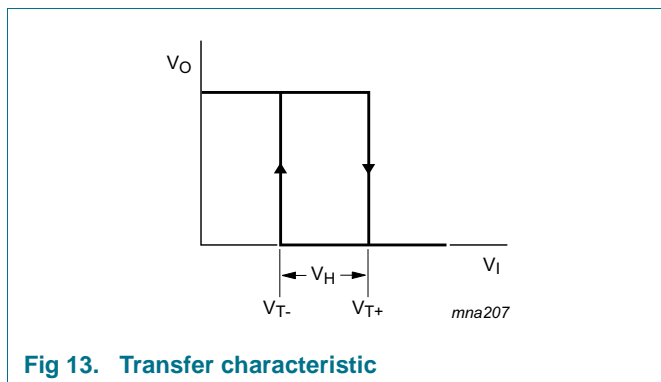 VO
VH
VI
VT-
VT+
mna207
Fig 13. Transfer characteristic